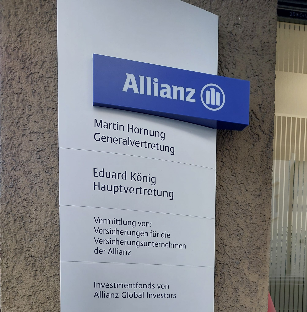 Allianz
Martin Hornung
Generalvertretung
Eduard König
Hauptvertretung
Vermittlung von
Versicherungen für die
Versicherungsunternehmen
der Allianz
Investmentfonds von
Allianz Global Investors